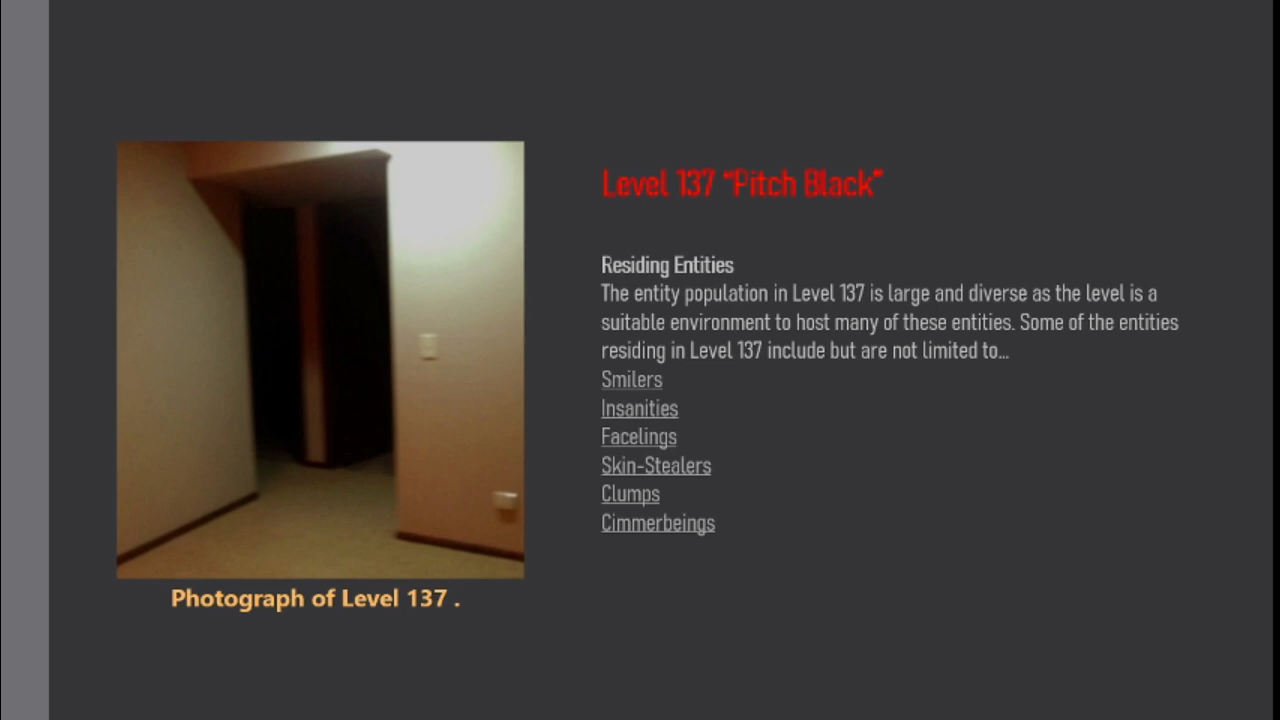 Level 137 “Pitch Black”
Residing Entities
The entity population in Level 137 is large and diverse as the level is a
suitable environment to host many of these entities. Some of the entities
residing in Level 137 include but are not limited to...
Smilers
Insanities
Facelings
Skin-Stealers
Clumps
Cimmerbeings
Photograph of Level 137 .